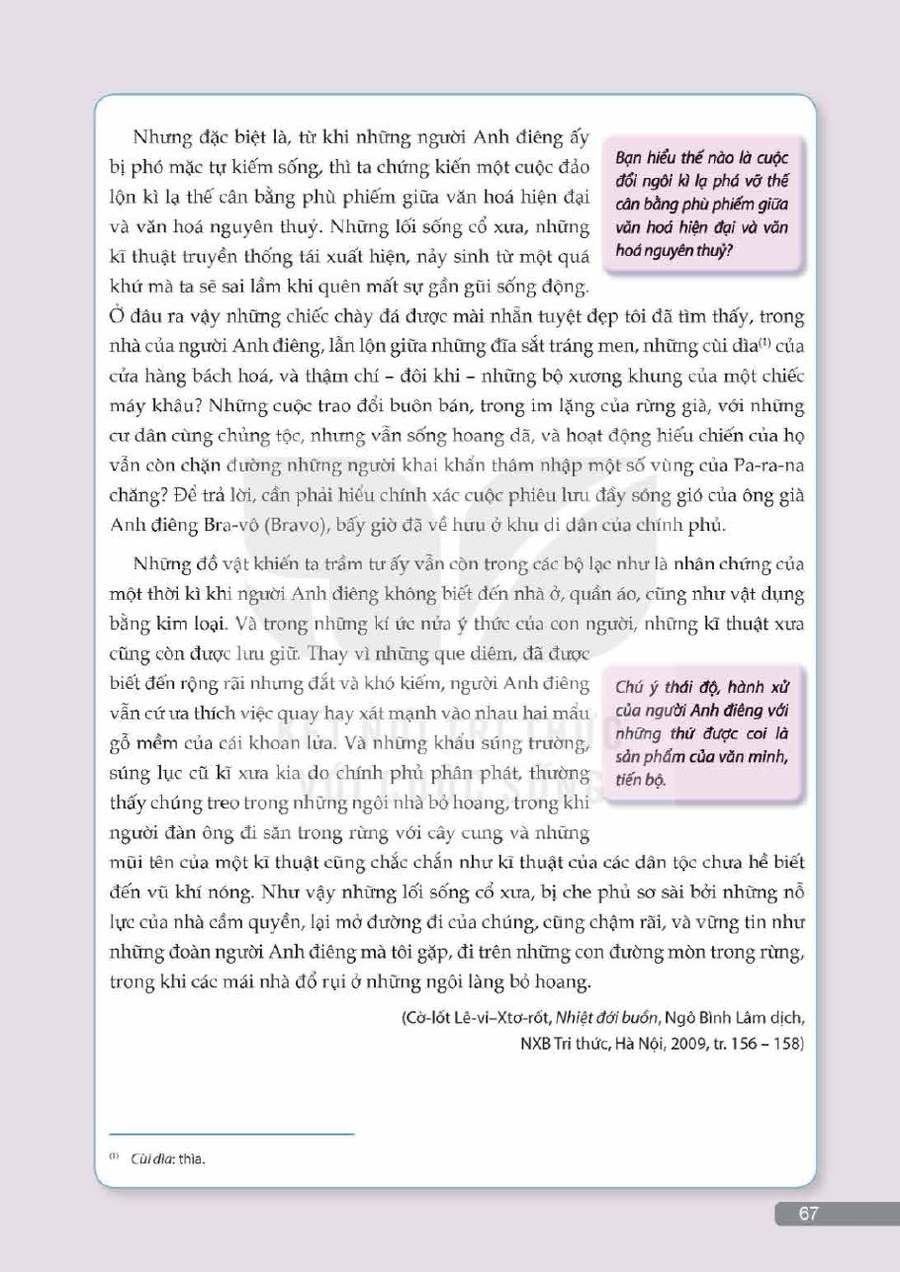 Nhưng đặc biệt là, từ khi những người Anh điêng ấy
bị phó mặc tự kiếm sống, thì ta chứng kiến một cuộc đảo
lộn kì lạ thế cân bằng phù phiếm giữa văn hoá hiện đại
và văn hoá nguyên thuỷ. Những lối sống cổ xưa, những
kĩ thuật truyền thống tái xuất hiện, nảy sinh từ một quá
khứ mà ta sẽ sai lầm khi quên mất sự gần gũi sống động.
Ở đâu ra vậy những chiếc chày đá được mài nhẵn tuyệt đẹp tôi đã tìm thấy, trong
nhà của người Anh điêng, lẫn lộn giữa những đĩa sắt tráng men, những cùi dìa⁽¹⁾ của
cửa hàng bách hoá, và thậm chí – đôi khi – những bộ xương khung của một chiếc
máy khâu? Những cuộc trao đổi buôn bán, trong im lặng của rừng già, với những
cư dân cùng chủng tộc, nhưng vẫn sống hoang dã, và hoạt động hiếu chiến của họ
vẫn còn chặn đường những người khai khẩn thâm nhập một số vùng của Pa-ra-na
chăng? Để trả lời, cần phải hiểu chính xác cuộc phiêu lưu đầy sóng gió của ông già
Anh điêng Bra-vô (Bravo), bấy giờ đã về hưu ở khu di dân của chính phủ.
Bạn hiểu thế nào là cuộc
đổi ngôi kì lạ phá vỡ thế
cân bằng phù phiếm giữa
văn hoá hiện đại và văn
hoá nguyên thuỷ?
Những đồ vật khiến ta trầm tư ấy vẫn còn trong các bộ lạc như là nhân chứng của
một thời kì khi người Anh điêng không biết đến nhà ở, quần áo, cũng như vật dụng
bằng kim loại. Và trong những kí ức nửa ý thức của con người, những kĩ thuật xưa
cũng còn được lưu giữ. Thay vì những que diêm, đã được
biết đến rộng rãi nhưng đắt và khó kiếm, người Anh điêng
vẫn cứ ưa thích việc quay hay xát mạnh vào nhau hai mẩu
gỗ mềm của cái khoan lửa. Và những khẩu súng trường,
súng lục cũ kĩ xưa kia do chính phủ phân phát, thường
thấy chúng treo trong những ngôi nhà bỏ hoang, trong khi
người đàn ông đi săn trong rừng với cây cung và những
mũi tên của một kĩ thuật cũng chắc chắn như kĩ thuật của các dân tộc chưa hề biết
đến vũ khí nóng. Như vậy những lối sống cổ xưa, bị che phủ sơ sài bởi những nỗ
lực của nhà cầm quyền, lại mở đường đi của chúng, cũng chậm rãi, và vững tin như
những đoàn người Anh điêng mà tôi gặp, đi trên những con đường mòn trong rừng,
trong khi các mái nhà đổ rụi ở những ngôi làng bỏ hoang.
Chú ý thái độ, hành xử
của người Anh điêng với
những thứ được coi là
sản phẩm của văn minh,
tiến bộ.
KẾT NỐI TRI THỨC
VỚI CUỘC SỐNG
(Cờ-lốt Lê-vi–Xtơ-rốt, Nhiệt đới buồn, Ngô Bình Lâm dịch,
NXB Tri thức, Hà Nội, 2009, tr. 156 – 158)
⁽¹⁾ Cùi dìa: thìa.
67